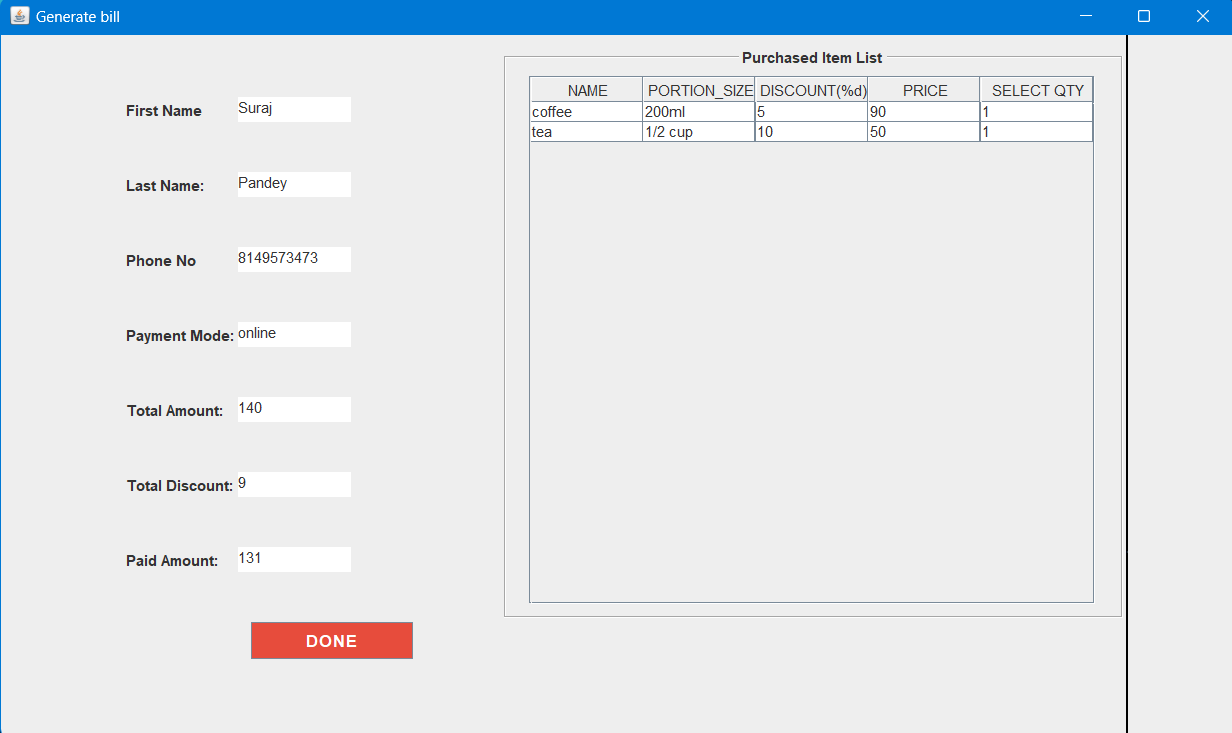 Generate bill
First Name Suraj
Last Name: Pandey
Phone No 8149573473
Payment Mode: online
Total Amount: 140
Total Discount: 9
Paid Amount: 131
DONE
Purchased Item List
NAME PORTION_SIZE DISCOUNT(%d) PRICE SELECT QTY
coffee 200ml 5 90 1
tea 1/2 cup 10 50 1